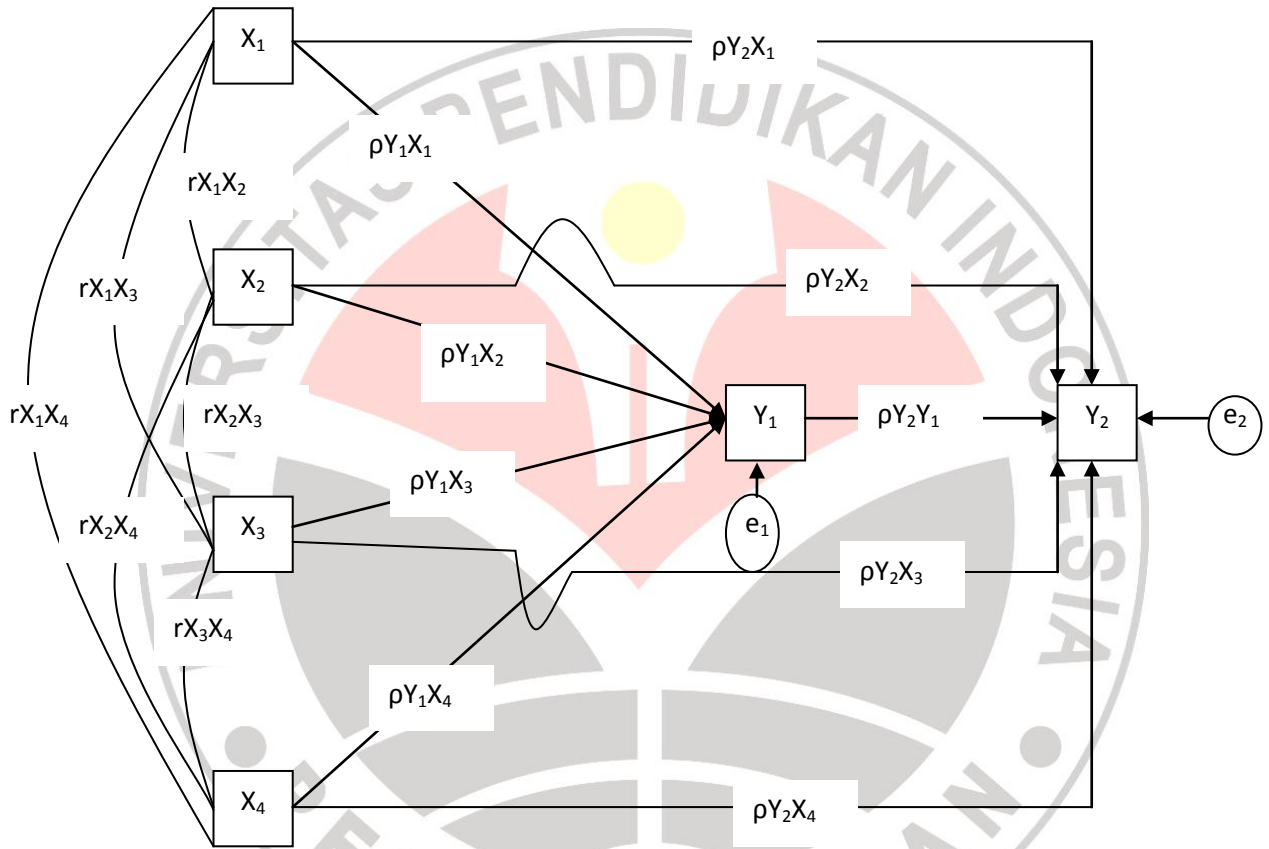 X₁
ρY₂X₁
ρY₁X₁
rX₁X₂
X₂
rX₁X₃
ρY₂X₂
ρY₁X₂
rX₁X₄
rX₂X₃
Y₁
ρY₂Y₁
Y₂
e₂
ρY₁X₃
X₃
rX₂X₄
e₁
ρY₂X₃
rX₃X₄
ρY₁X₄
X₄
ρY₂X₄
UNIVERSITAS PENDIDIKAN INDONESIA